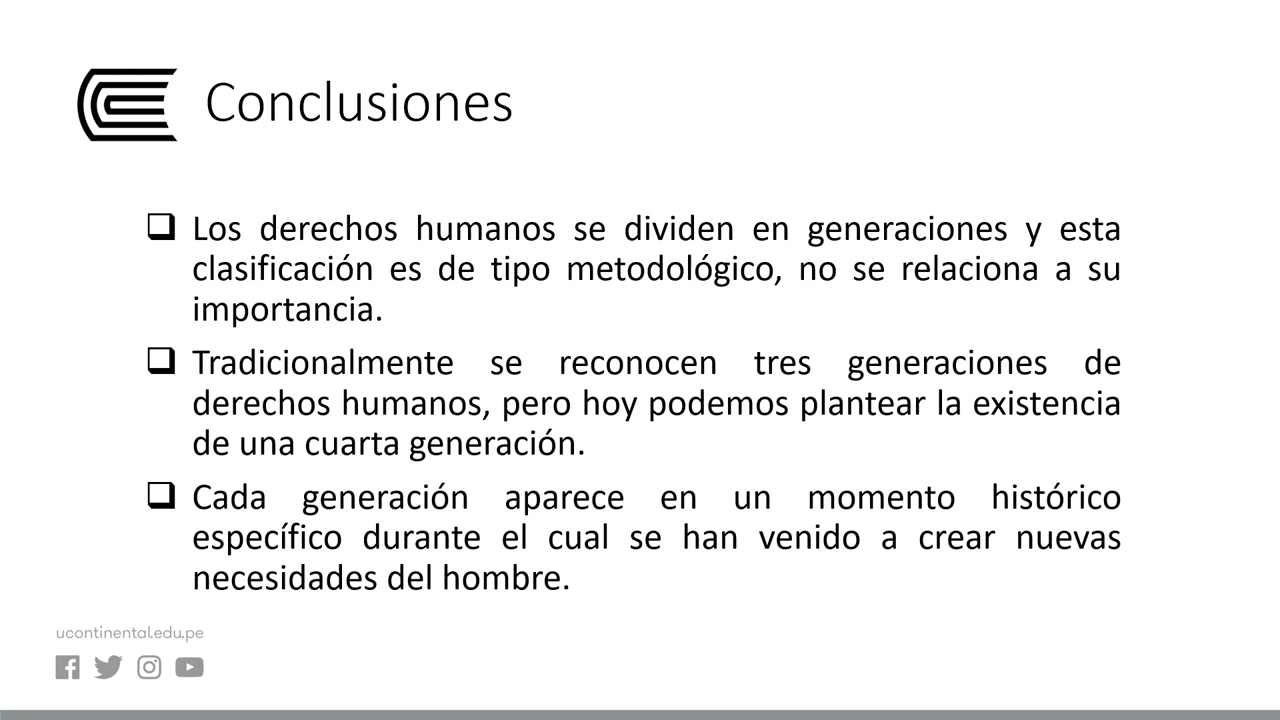 Conclusiones
Los derechos humanos se dividen en generaciones y esta
clasificación es de tipo metodológico, no se relaciona a su
importancia.
Tradicionalmente se reconocen tres generaciones de
derechos humanos, pero hoy podemos plantear la existencia
de una cuarta generación.
Cada generación aparece en un momento histórico
específico durante el cual se han venido a crear nuevas
necesidades del hombre.
ucontinental.edu.pe